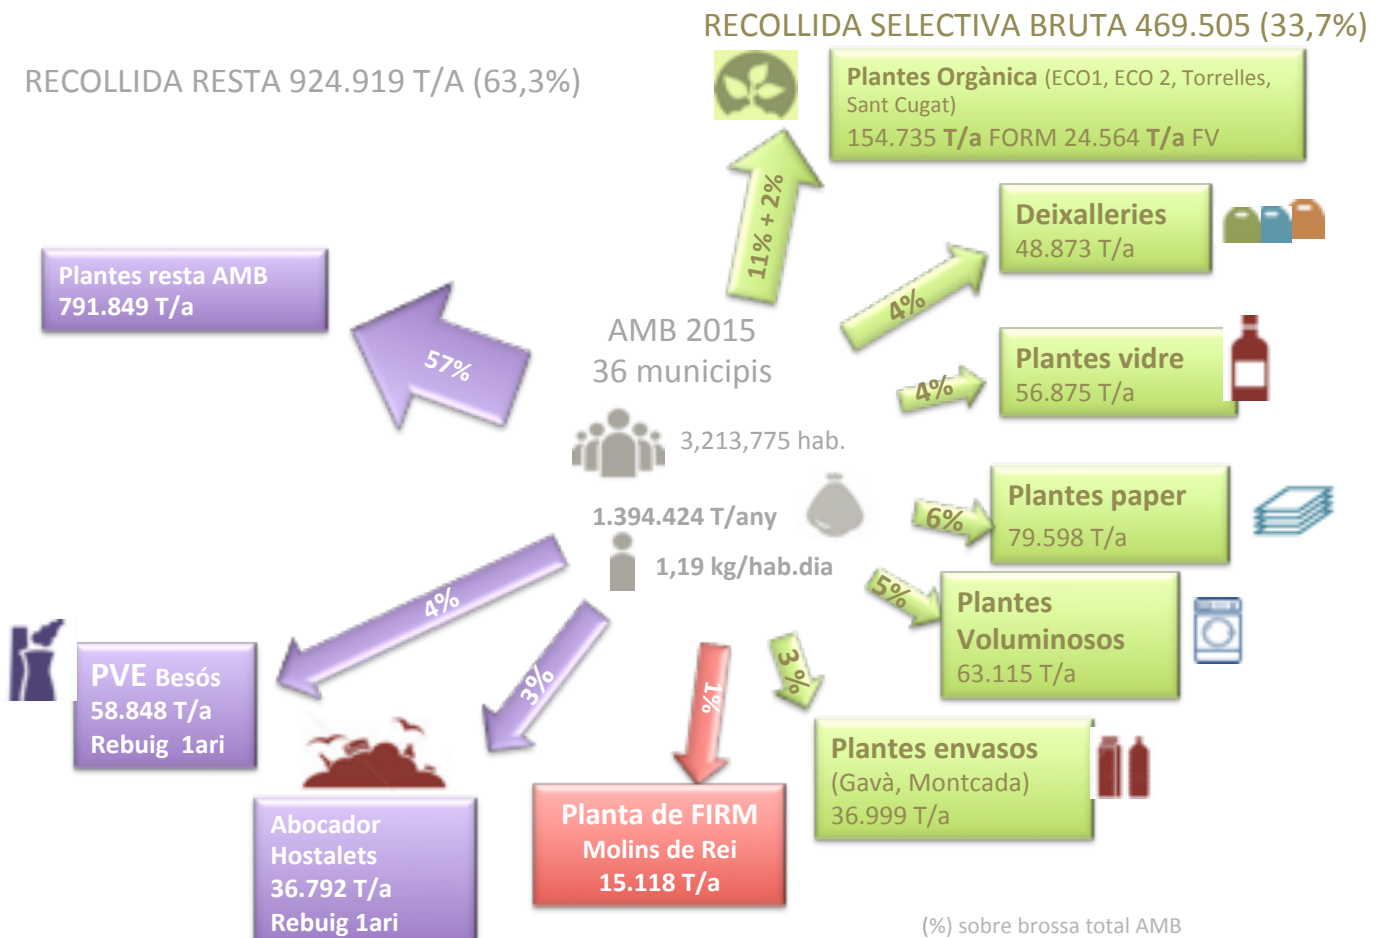 RECOLLIDA SELECTIVA BRUTA 469.505 (33,7%)
RECOLLIDA RESTA 924.919 T/A (63,3%)
Plantes Orgànica (ECO1, ECO 2, Torrelles,
Sant Cugat)
154.735 T/a FORM 24.564 T/a FV
11% + 2%
Deixalleries
48.873 T/a
4%
Plantes resta AMB
791.849 T/a
57%
AMB 2015
36 municipis
3,213,775 hab.
1.394.424 T/any
1,19 kg/hab.dia
Plantes vidre
56.875 T/a
4%
Plantes paper
79.598 T/a
6%
Plantes
Voluminosos
63.115 T/a
5%
4%
PVE Besós
58.848 T/a
Rebuig 1ari
3%
Abocador
Hostalets
36.792 T/a
Rebuig 1ari
1%
Planta de FIRM
Molins de Rei
15.118 T/a
3 %
Plantes envasos
(Gavà, Montcada)
36.999 T/a
(%) sobre brossa total AMB